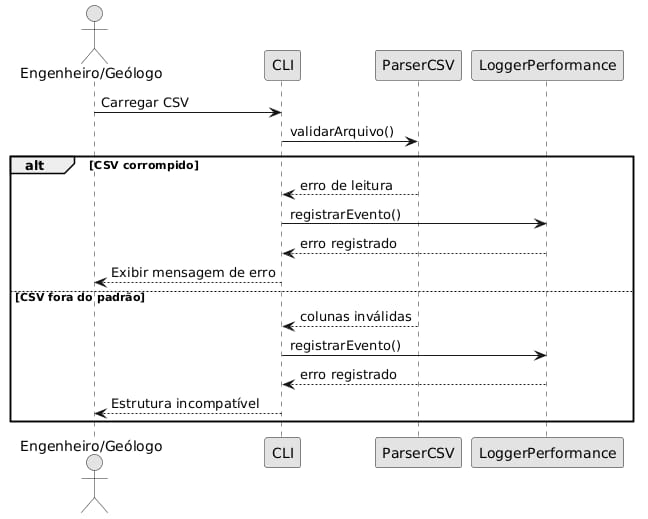 Engenheiro/Geólogo
CLI
ParserCSV
LoggerPerformance
Carregar CSV
validarArquivo()
alt
[CSV corrompido]
erro de leitura
registrarEvento()
erro registrado
Exibir mensagem de erro
[CSV fora do padrão]
colunas inválidas
registrarEvento()
erro registrado
Estrutura incompatível
Engenheiro/Geólogo
CLI
ParserCSV
LoggerPerformance